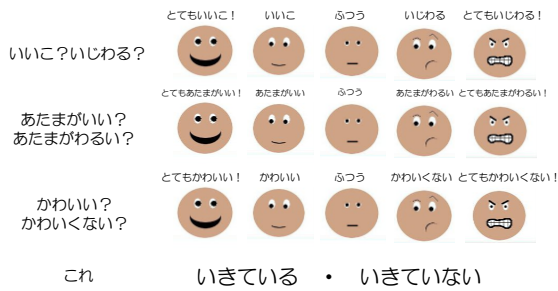 とてもいいこ! いいこ ふつう いじわる とてもいじわる!
いいこ?いじわる?
とてもあたまがいい! あたまがいい ふつう あたまがわるい とてもあたまがわるい!
あたまがいい?
あたまがわるい?
とてもかわいい! かわいい ふつう かわいくない とてもかわいくない!
かわいい?
かわいくない?
これ いきている ・ いきていない